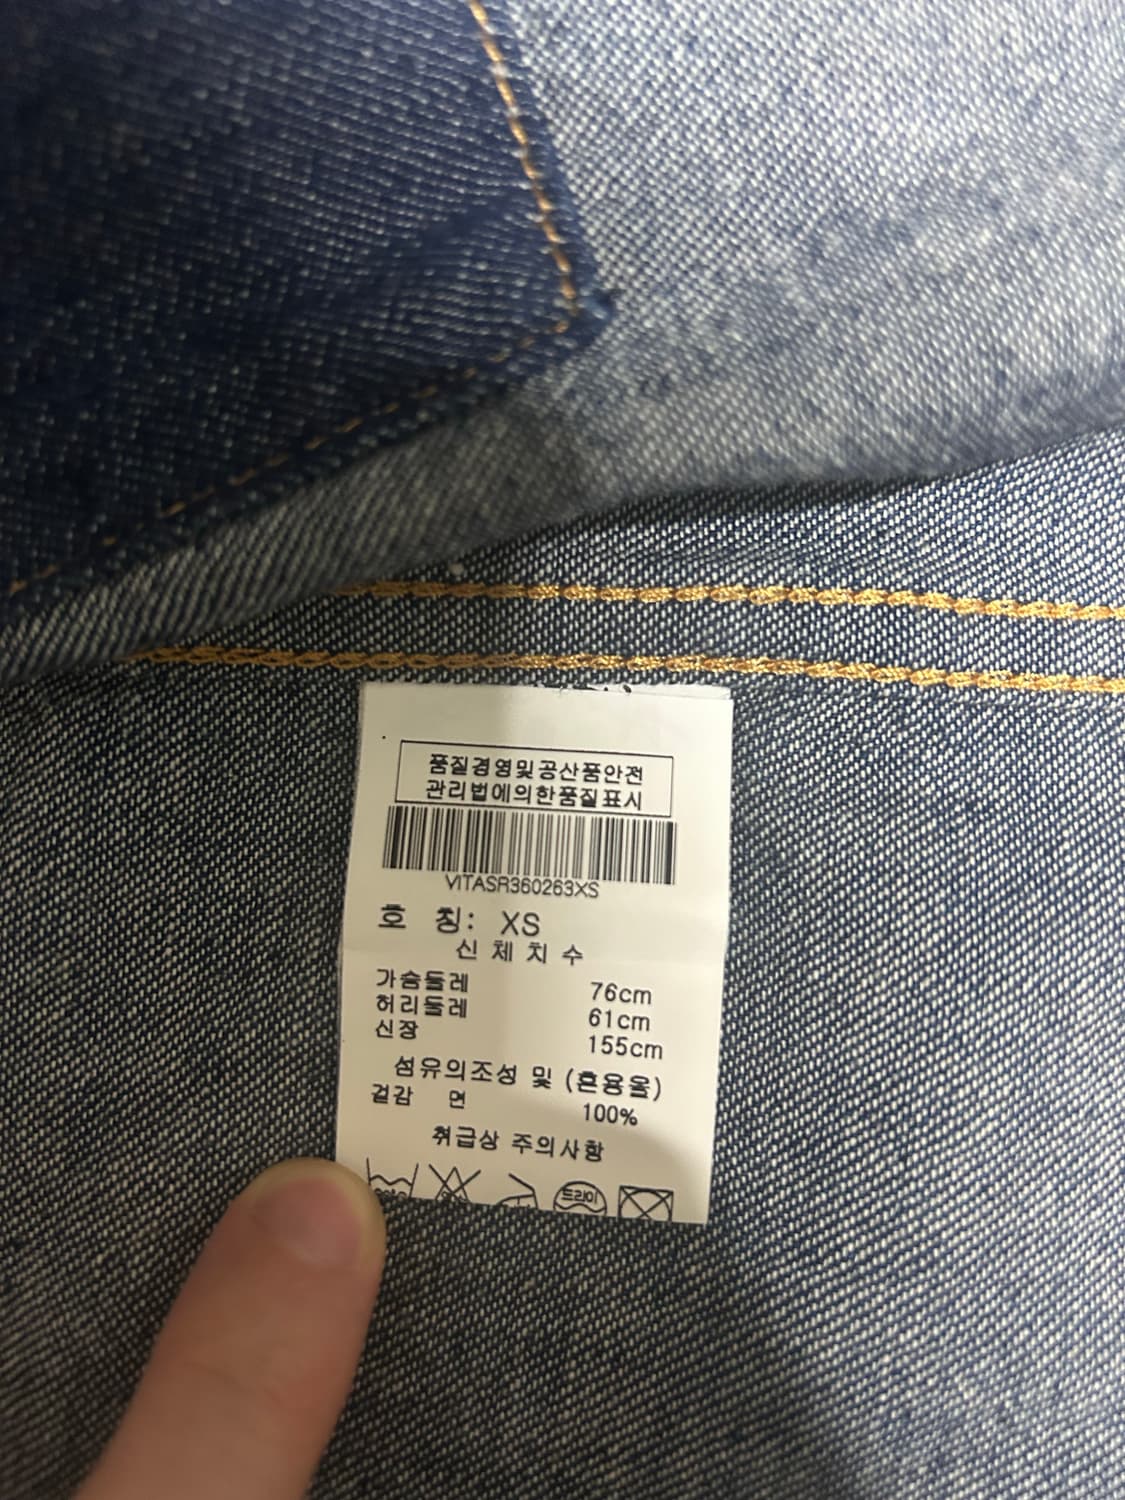 품질경영및공산품안전
관리법에의한품질표시
VITASR360263XS
호 칭: XS
신체치수
가슴둘레 76cm
허리둘레 61cm
신장 155cm
섬유의조성 및 (혼용율)
겉감 면 100%
취급상 주의사항
드라이